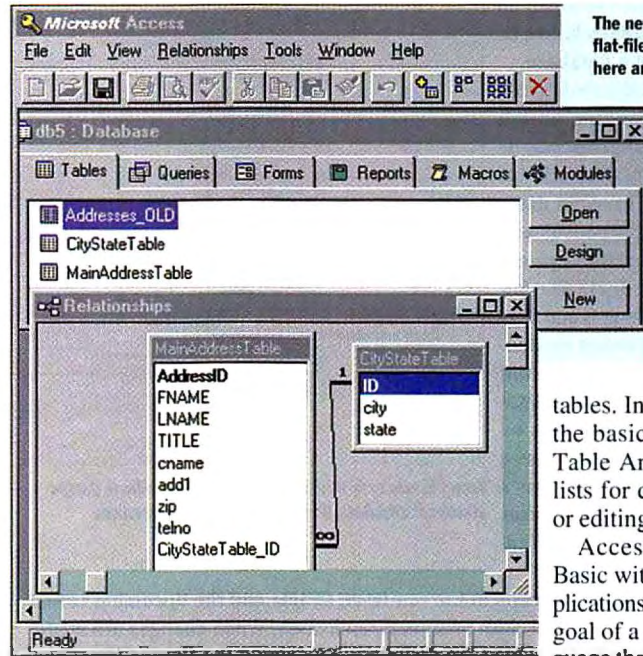 Microsoft Access
File Edit View Relationships Tools Window Help
The ne
flat-file
here an
db5 : Database
Tables Queries Forms Reports Macros Modules
Addresses_OLD
CityStateTable
MainAddressTable
Open
Design
New
Relationships
MainAddressTable
AddressID
FNAME
LNAME
TITLE
cname
add1
zip
telno
CityStateTable_ID
1
∞
CityStateTable
ID
city
state
Ready
tables. In
the basic
Table An
lists for
or editing
Access
Basic wit
plications
goal of a